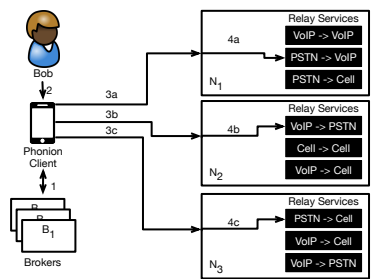 Bob
2
Phonion
Client
1
B
B
B1
Brokers
3a
3b
3c
4a
Relay Services
VoIP -> VoIP
PSTN -> VoIP
PSTN -> Cell
N1
4b
Relay Services
VoIP -> PSTN
Cell -> Cell
VoIP -> Cell
N2
4c
Relay Services
PSTN -> Cell
VoIP -> Cell
VoIP -> PSTN
N3